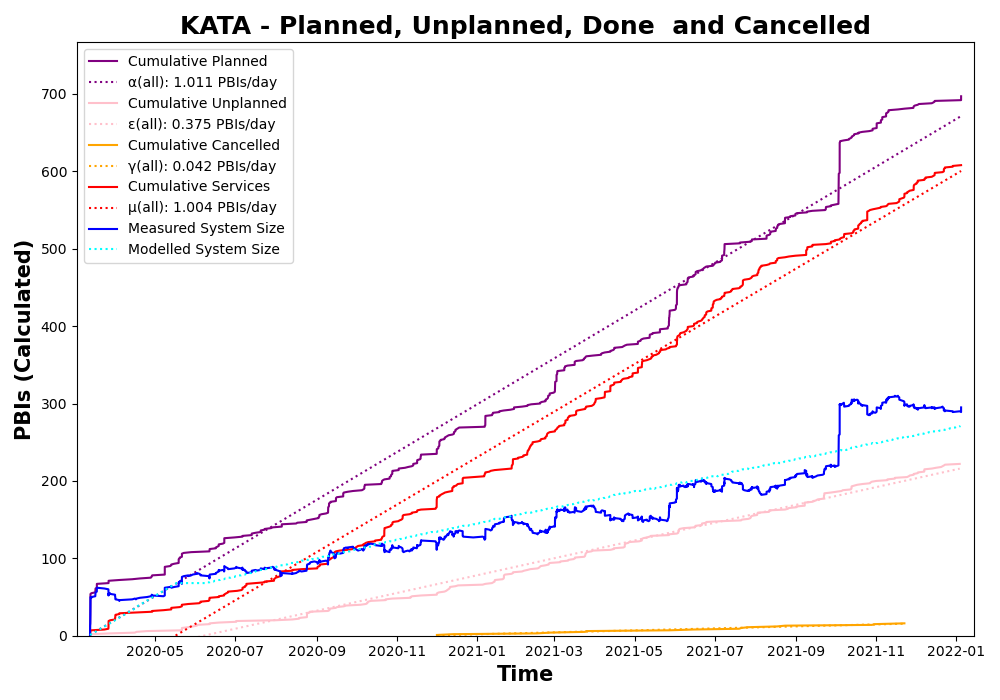 KATA - Planned, Unplanned, Done  and Cancelled
Cumulative Planned
α(all): 1.011 PBIs/day
Cumulative Unplanned
ε(all): 0.375 PBIs/day
Cumulative Cancelled
γ(all): 0.042 PBIs/day
Cumulative Services
μ(all): 1.004 PBIs/day
Measured System Size
Modelled System Size
PBIs (Calculated)
700
600
500
400
300
200
100
0
2020-05 2020-07 2020-09 2020-11 2021-01 2021-03 2021-05 2021-07 2021-09 2021-11 2022-01
Time